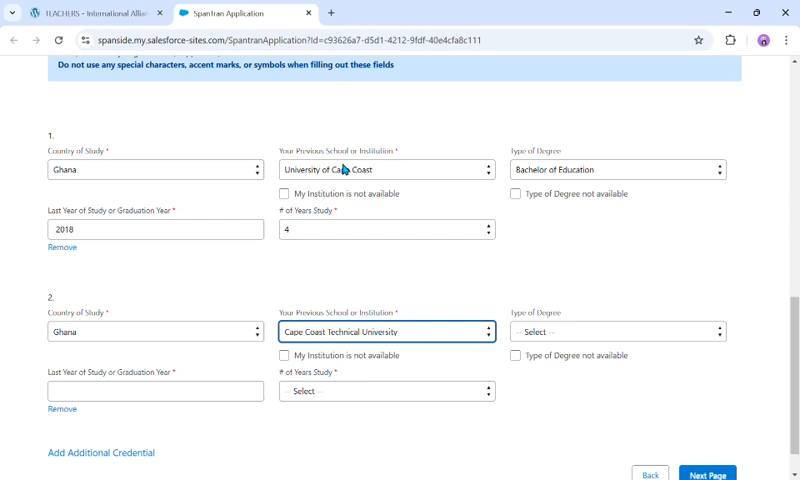 TEACHERS - International Allian
SpanTran Application
spanside.my.salesforce-sites.com/SpantranApplication?Id=c93626a7-d5d1-4212-9fdf-40e4cfa8c111
Do not use any special characters, accent marks, or symbols when filling out these fields
1.
Country of Study * Your Previous School or Institution * Type of Degree
Ghana University of Cape Coast Bachelor of Education
My Institution is not available Type of Degree not available
Last Year of Study or Graduation Year * # of Years Study *
2018 4
Remove
2.
Country of Study * Your Previous School or Institution * Type of Degree
Ghana Cape Coast Technical University -- Select --
My Institution is not available Type of Degree not available
Last Year of Study or Graduation Year * # of Years Study *
-- Select --
Remove
Add Additional Credential
Back Next Page